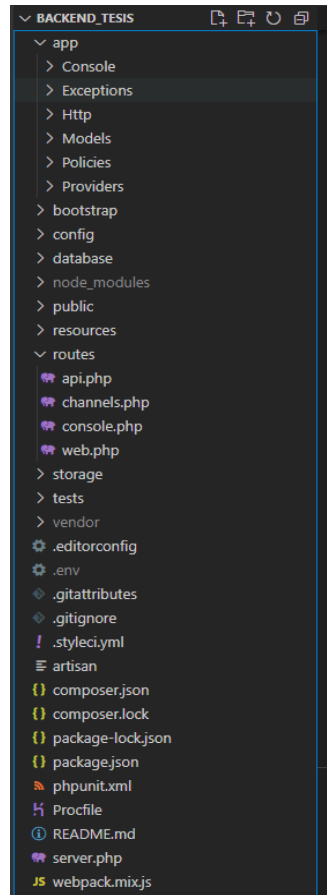 BACKEND_TESIS
app
Console
Exceptions
Http
Models
Policies
Providers
bootstrap
config
database
node_modules
public
resources
routes
api.php
channels.php
console.php
web.php
storage
tests
vendor
.editorconfig
.env
.gitattributes
.gitignore
! .styleci.yml
artisan
{} composer.json
{} composer.lock
{} package-lock.json
{} package.json
phpunit.xml
Procfile
README.md
server.php
JS webpack.mix.js